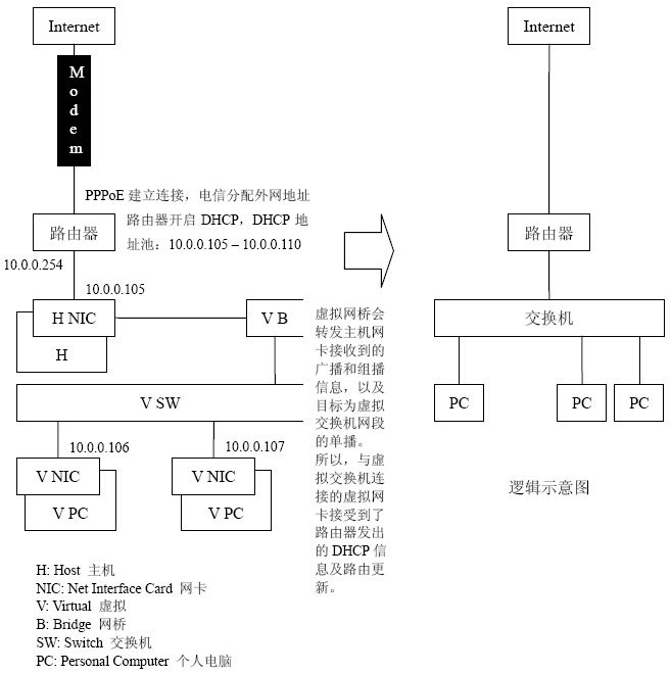 Internet
Modem
PPPoE 建立连接，电信分配外网地址
路由器开启 DHCP，DHCP 地
址池：10.0.0.105 – 10.0.0.110
路由器
10.0.0.254
10.0.0.105
H NIC
H
V B
V SW
10.0.0.106
10.0.0.107
V NIC
V PC
V NIC
V PC
虚拟网桥会
转发主机网
卡接收到的
广播和组播
信息，以及
目标为虚拟
交换机网段
的单播。
所以，与虚
拟交换机连
接的虚拟网
卡接受到了
路由器发出
的 DHCP 信
息及路由更
新。
H: Host 主机
NIC: Net Interface Card 网卡
V: Virtual 虚拟
B: Bridge 网桥
SW: Switch 交换机
PC: Personal Computer 个人电脑
Internet
路由器
交换机
PC
PC
PC
逻辑示意图